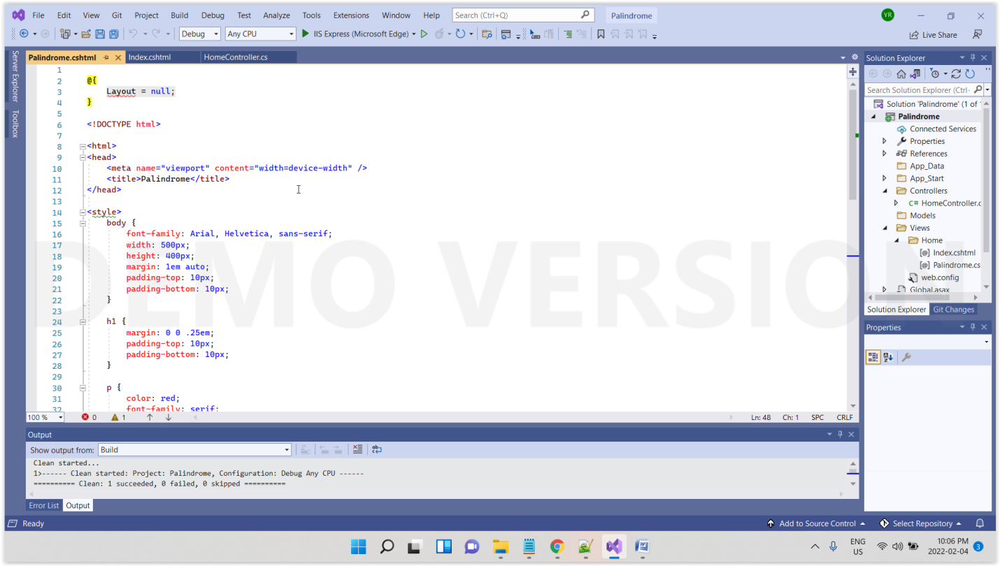 File Edit View Git Project Build Debug Test Analyze Tools Extensions Window Help Search (Ctrl+Q) Palindrome YR
Debug Any CPU IIS Express (Microsoft Edge) Live Share
Server Explorer
Toolbox
Palindrome.cshtml Index.cshtml HomeController.cs
1
2 @{
3 Layout = null;
4 }
5
6 <!DOCTYPE html>
7
8 <html>
9 <head>
10 <meta name="viewport" content="width=device-width" />
11 <title>Palindrome</title>
12 </head>
13
14 <style>
15 body {
16 font-family: Arial, Helvetica, sans-serif;
17 width: 500px;
18 height: 400px;
19 margin: 1em auto;
20 padding-top: 10px;
21 padding-bottom: 10px;
22 }
23
24 h1 {
25 margin: 0 0 .25em;
26 padding-top: 10px;
27 padding-bottom: 10px;
28 }
29
30 p {
31 color: red;
32 font-family: serif;
DEMO VERSION
100 % 0 1 Ln: 48 Ch: 1 SPC CRLF
Solution Explorer
Search Solution Explorer (Ctrl-
Solution 'Palindrome' (1 of
Palindrome
Connected Services
Properties
References
App_Data
App_Start
Controllers
C# HomeController.c
Models
Views
Home
[@] Index.cshtml
[@] Palindrome.cs
web.config
Global.asax
Solution Explorer Git Changes
Properties
Output
Show output from: Build
Clean started...
1>------ Clean started: Project: Palindrome, Configuration: Debug Any CPU ------
========== Clean: 1 succeeded, 0 failed, 0 skipped ==========
Error List Output
Ready Add to Source Control Select Repository
ENG
US
10:06 PM
2022-02-04
3